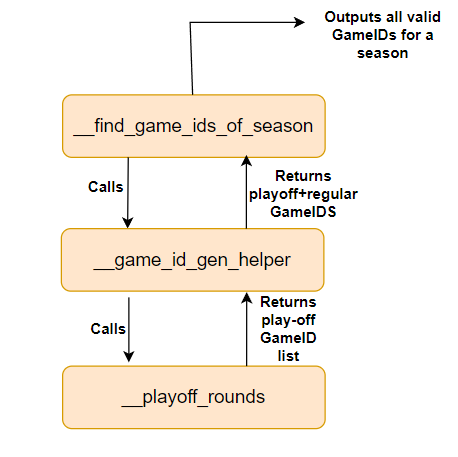 Outputs all valid
GameIDs for a
season
__find_game_ids_of_season
Calls
Returns
playoff+regular
GameIDS
__game_id_gen_helper
Calls
Returns
play-off
GameID
list
__playoff_rounds